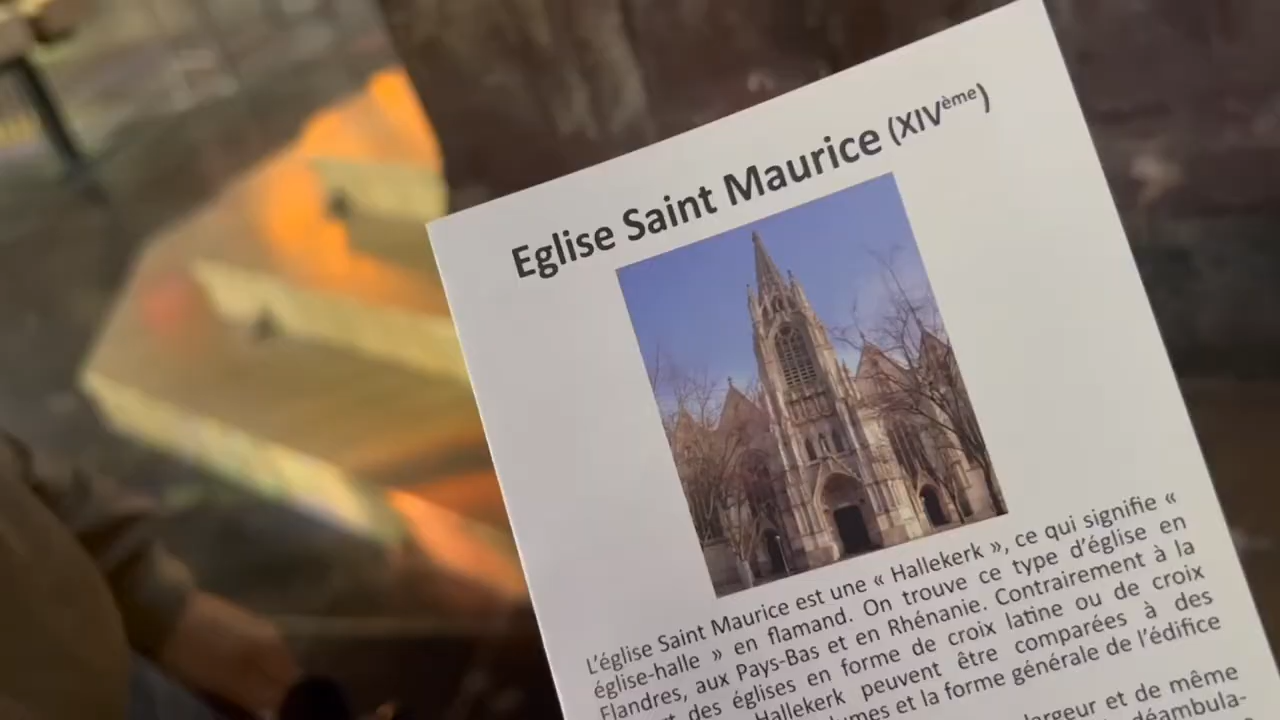 Eglise Saint Maurice (XIVème)
L'église Saint Maurice est une « Hallekerk », ce qui signifie «
église-halle » en flamand. On trouve ce type d'église en
Flandres, aux Pays-Bas et en Rhénanie. Contrairement à la
des églises en forme de croix latine ou de croix
Hallekerk peuvent être comparées à des
et la forme générale de l'édifice
largeur et de même
déambula-